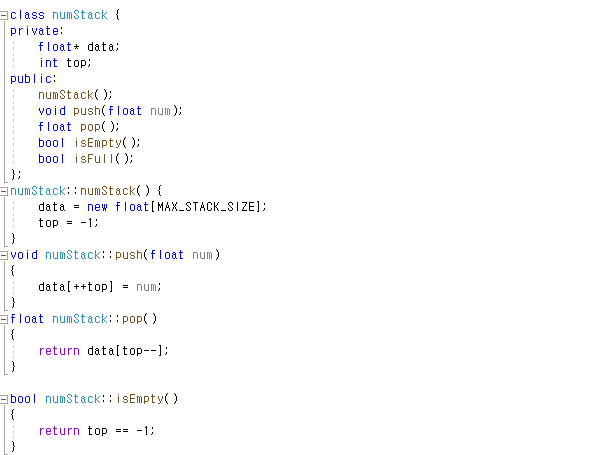 class numStack {
private:
    float* data;
    int top;
public:
    numStack();
    void push(float num);
    float pop();
    bool isEmpty();
    bool isFull();
};
numStack::numStack() {
    data = new float[MAX_STACK_SIZE];
    top = -1;
}
void numStack::push(float num)
{
    data[++top] = num;
}
float numStack::pop()
{
    return data[top--];
}
bool numStack::isEmpty()
{
    return top == -1;
}